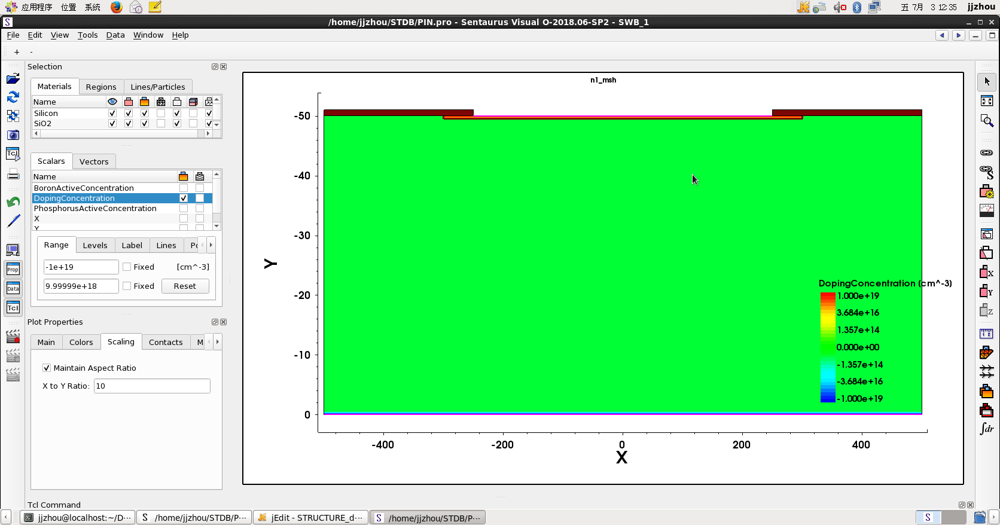 应用程序 位置 系统 五 7月 3 12:35 jjzhou
/home/jjzhou/STDB/PIN.pro - Sentaurus Visual O-2018.06-SP2 - SWB_1
File Edit View Tools Data Window Help
+ -
Selection
Materials Regions Lines/Particles
Name
Silicon
SiO2
Scalars Vectors
Name
BoronActiveConcentration
DopingConcentration
PhosphorusActiveConcentration
X
Y
Range Levels Label Lines
-1e+19 Fixed [cm^-3]
9.99999e+18 Fixed Reset
Plot Properties
Main Colors Scaling Contacts M
Maintain Aspect Ratio
X to Y Ratio: 10
Tcl
Prop
Data
Tcl
n1_msh
-50
-40
-30
-20
-10
0
Y
-400 -200 0 200 400
X
DopingConcentration (cm^-3)
1.000e+19
3.684e+16
1.357e+14
0.000e+00
-1.357e+14
-3.684e+16
-1.000e+19
S
X
Y
Z
∫dr
Tcl Command
jjzhou@localhost:~/D··· S /home/jjzhou/STDB/P··· jEdit - STRUCTURE_d··· S /home/jjzhou/STDB/P··· S